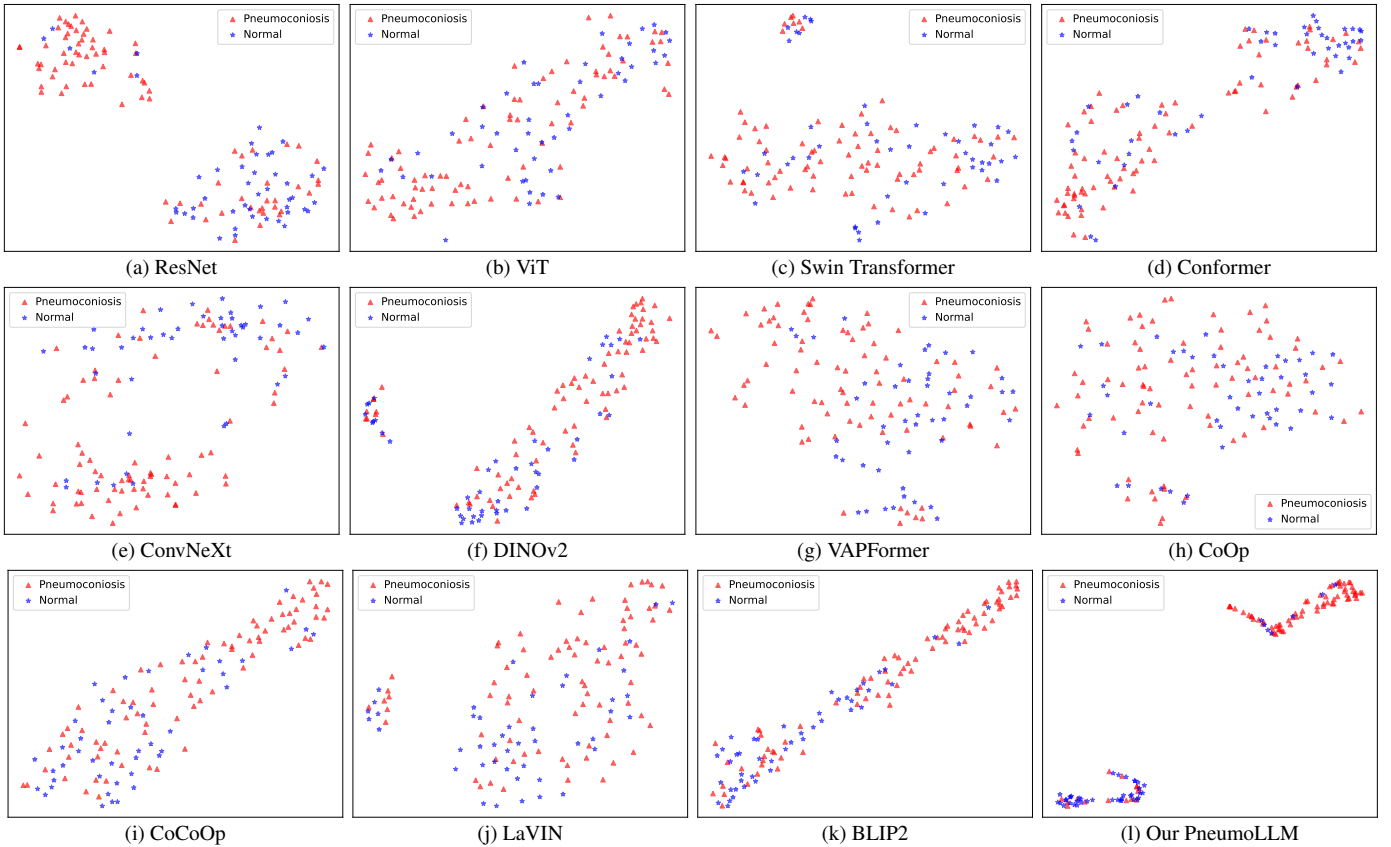 Pneumoconiosis
Normal
(a) ResNet
Pneumoconiosis
Normal
(b) ViT
Pneumoconiosis
Normal
(c) Swin Transformer
Pneumoconiosis
Normal
(d) Conformer
Pneumoconiosis
Normal
(e) ConvNeXt
Pneumoconiosis
Normal
(f) DINOv2
Pneumoconiosis
Normal
(g) VAPFormer
Pneumoconiosis
Normal
(h) CoOp
Pneumoconiosis
Normal
(i) CoCoOp
Pneumoconiosis
Normal
(j) LaVIN
Pneumoconiosis
Normal
(k) BLIP2
Pneumoconiosis
Normal
(l) Our PneumoLLM